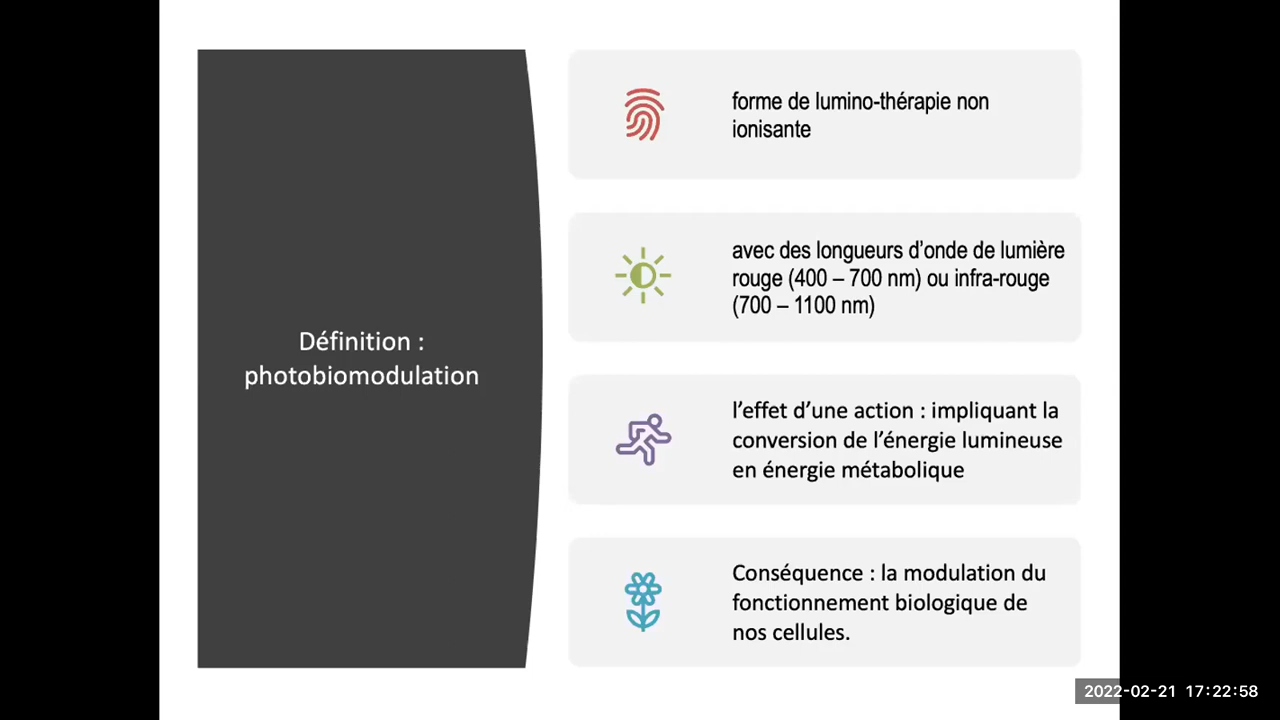 Définition :
photobiomodulation
forme de lumino-thérapie non
ionisante
avec des longueurs d’onde de lumière
rouge (400 – 700 nm) ou infra-rouge
(700 – 1100 nm)
l’effet d’une action : impliquant la
conversion de l’énergie lumineuse
en énergie métabolique
Conséquence : la modulation du
fonctionnement biologique de
nos cellules.
2022-02-21 17:22:58